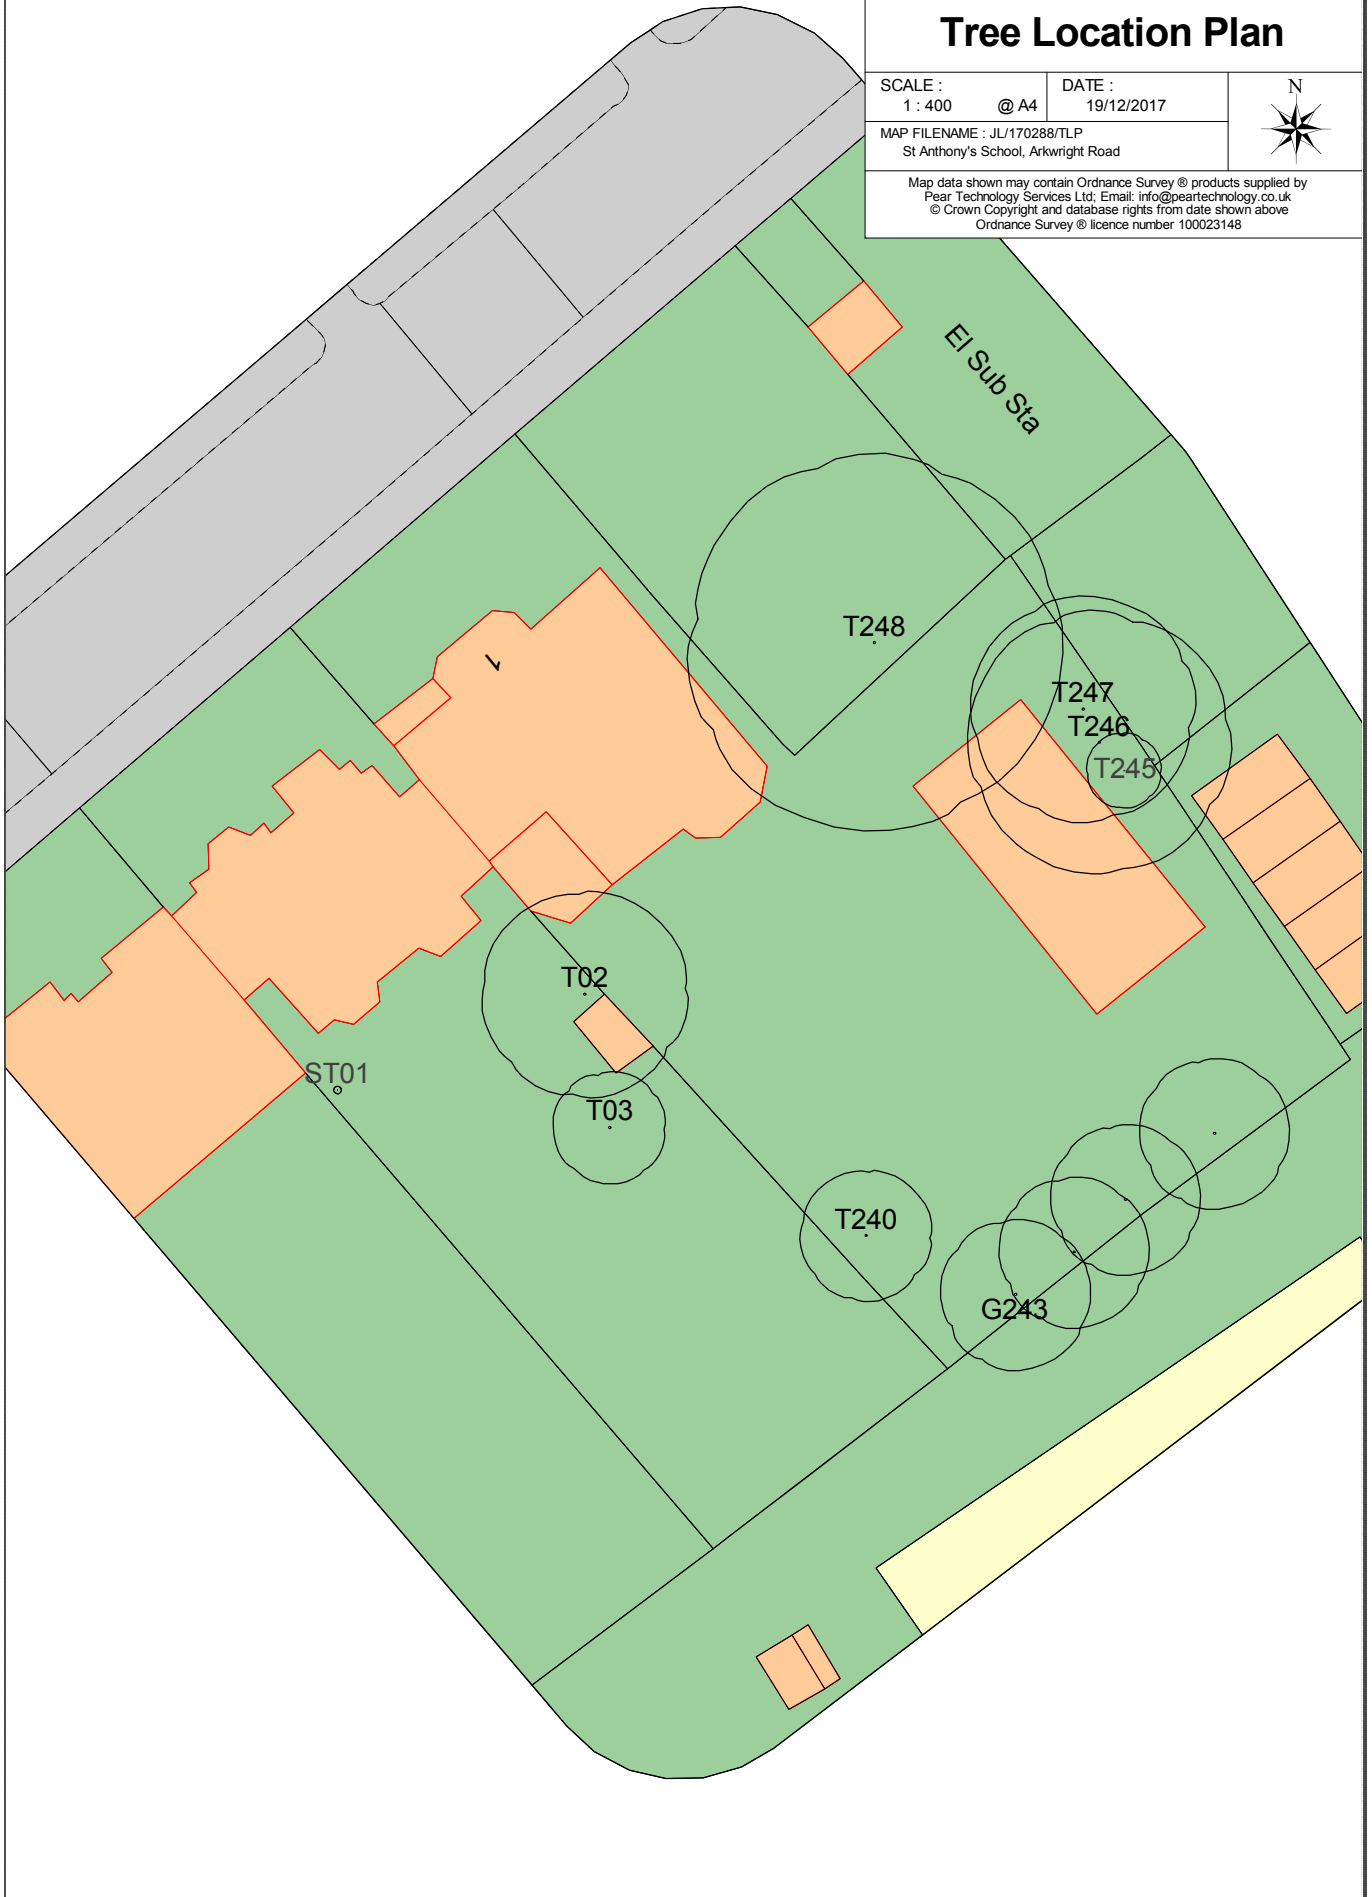 Tree Location Plan
SCALE :
1 : 400 @ A4
DATE :
19/12/2017
N
MAP FILENAME : JL/170288/TLP
St Anthony's School, Arkwright Road
Map data shown may contain Ordnance Survey ® products supplied by
Pear Technology Services Ltd; Email: info@peartechnology.co.uk
© Crown Copyright and database rights from date shown above
Ordnance Survey ® licence number 100023148
El Sub Sta
T248
1
T247
T246
T245
T02
ST01
T03
T240
G243